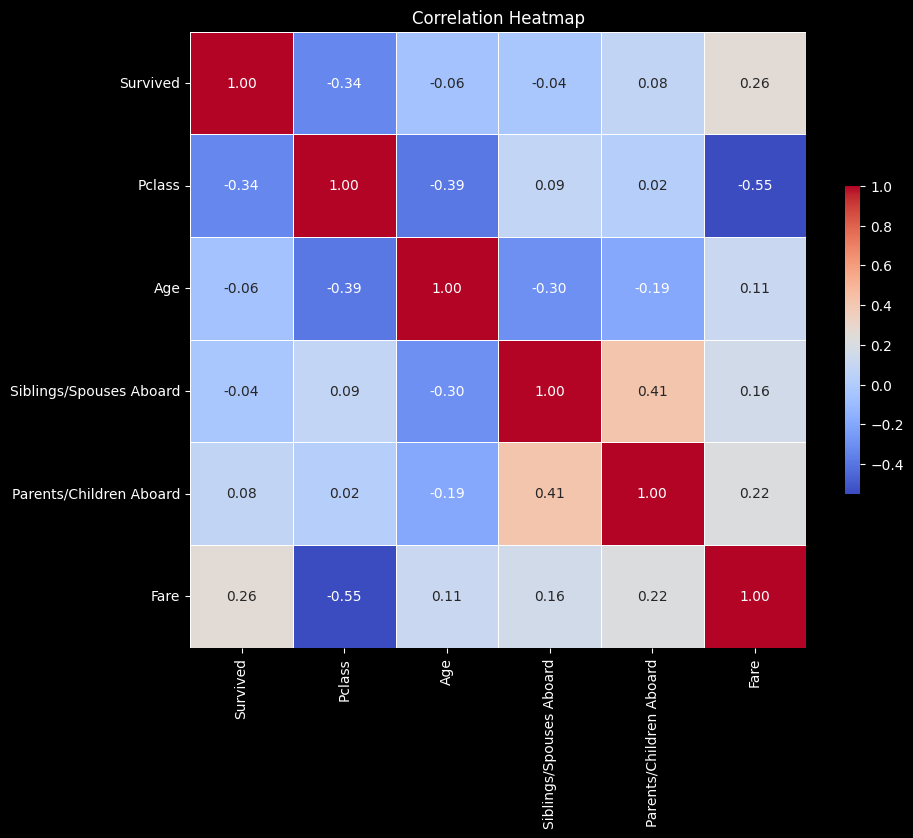 Correlation Heatmap
Survived 1.00 -0.34 -0.06 -0.04 0.08 0.26
Pclass -0.34 1.00 -0.39 0.09 0.02 -0.55
Age -0.06 -0.39 1.00 -0.30 -0.19 0.11
Siblings/Spouses Aboard -0.04 0.09 -0.30 1.00 0.41 0.16
Parents/Children Aboard 0.08 0.02 -0.19 0.41 1.00 0.22
Fare 0.26 -0.55 0.11 0.16 0.22 1.00
Survived
Pclass
Age
Siblings/Spouses Aboard
Parents/Children Aboard
Fare
1.0
0.8
0.6
0.4
0.2
0.0
−0.2
−0.4